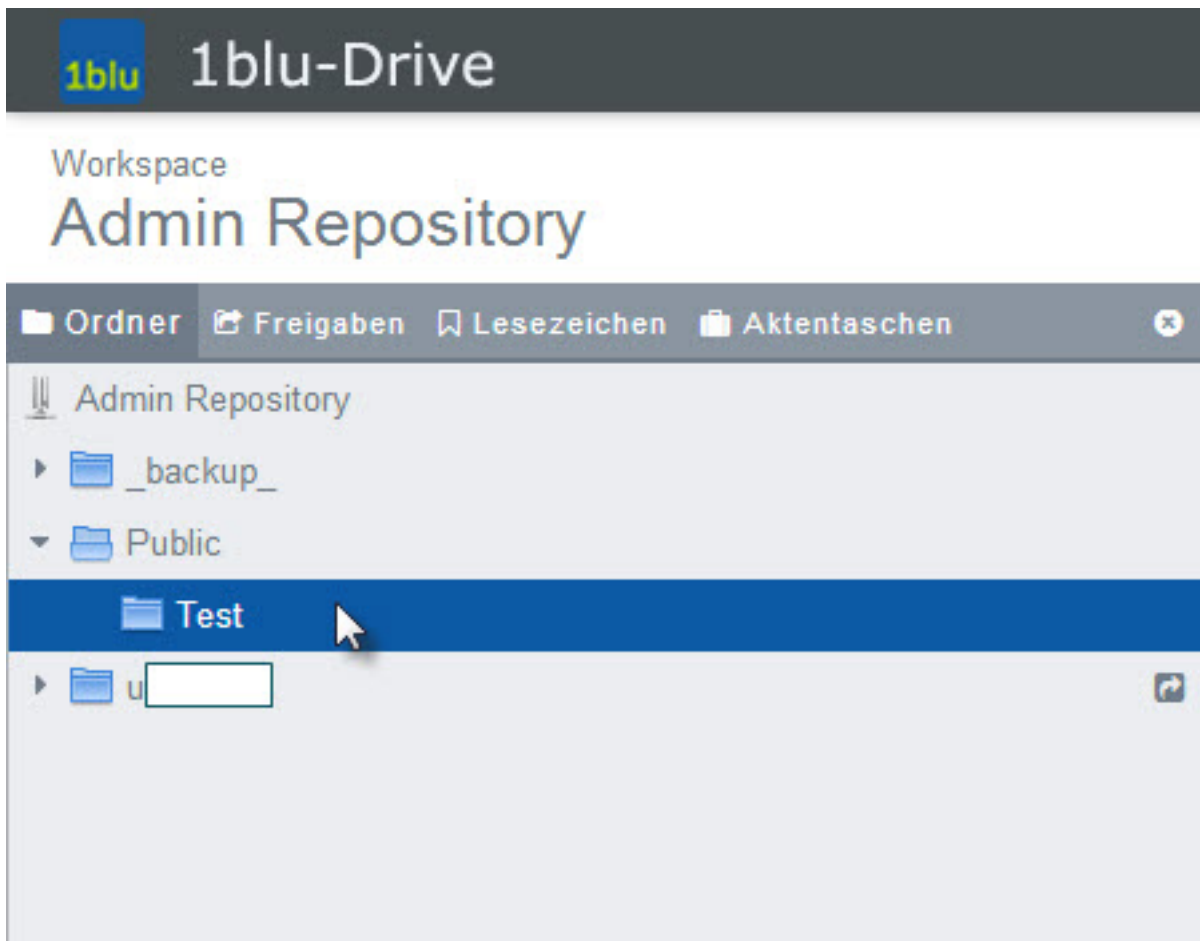 1blu 1blu-Drive
Workspace
Admin Repository
Ordner Freigaben Lesezeichen Aktentaschen
Admin Repository
_backup_
Public
Test
u